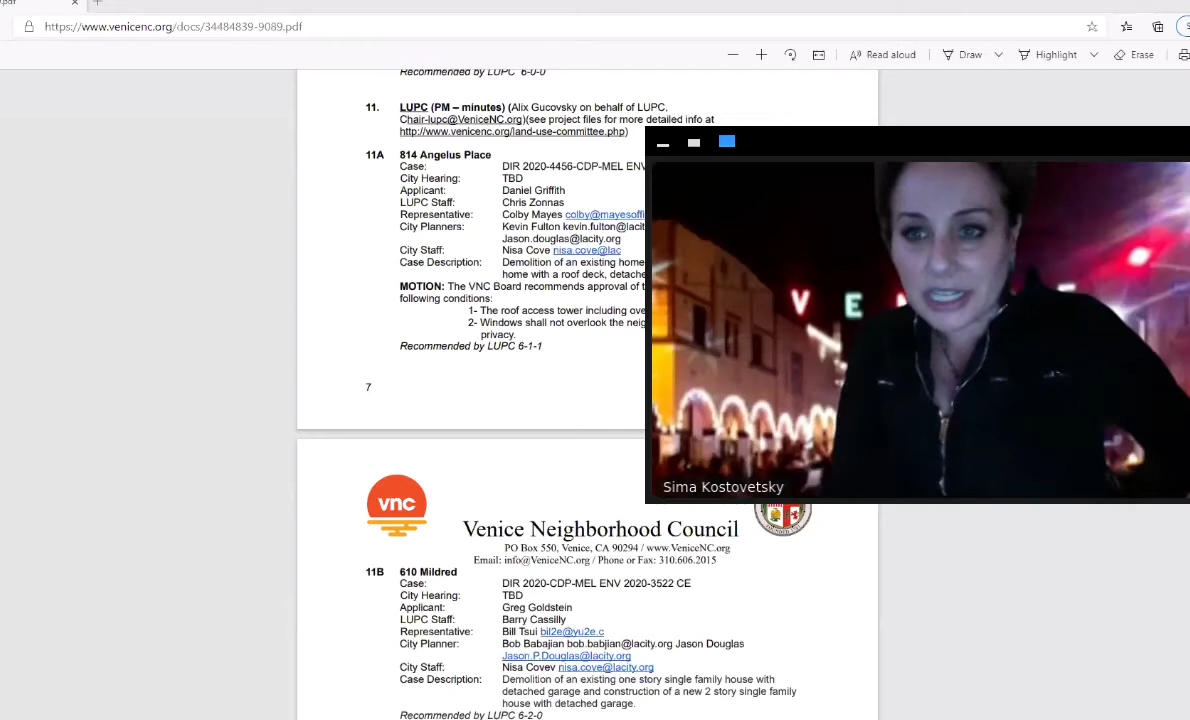 .pdf
https://www.venicenc.org/docs/34484839-9089.pdf
Read aloud
Draw
Highlight
Erase
Recommended by LUPC 6-0-0
11. LUPC (PM – minutes) (Alix Gucovsky on behalf of LUPC,
Chair-lupc@VeniceNC.org)(see project files for more detailed info at
http://www.venicenc.org/land-use-committee.php)
11A 814 Angelus Place
Case: DIR 2020-4456-CDP-MEL ENV
City Hearing: TBD
Applicant: Daniel Griffith
LUPC Staff: Chris Zonnas
Representative: Colby Mayes colby@mayesoffi
City Planners: Kevin Fulton kevin.fulton@lacit
Jason.douglas@lacity.org
City Staff: Nisa Cove nisa.cove@lac
Case Description: Demolition of an existing home
home with a roof deck, detache
MOTION: The VNC Board recommends approval of t
following conditions:
1- The roof access tower including ove
2- Windows shall not overlook the neig
privacy.
Recommended by LUPC 6-1-1
7
VEN
Sima Kostovetsky
vnc
Venice Neighborhood Council
PO Box 550, Venice, CA 90294 / www.VeniceNC.org
Email: info@VeniceNC.org / Phone or Fax: 310.606.2015
11B 610 Mildred
Case: DIR 2020-CDP-MEL ENV 2020-3522 CE
City Hearing: TBD
Applicant: Greg Goldstein
LUPC Staff: Barry Cassilly
Representative: Bill Tsui bil2e@yu2e.c
City Planner: Bob Babajian bob.babjian@lacity.org Jason Douglas
Jason.P.Douglas@lacity.org
City Staff: Nisa Covev nisa.cove@lacity.org
Case Description: Demolition of an existing one story single family house with
detached garage and construction of a new 2 story single family
house with detached garage.
Recommended by LUPC 6-2-0